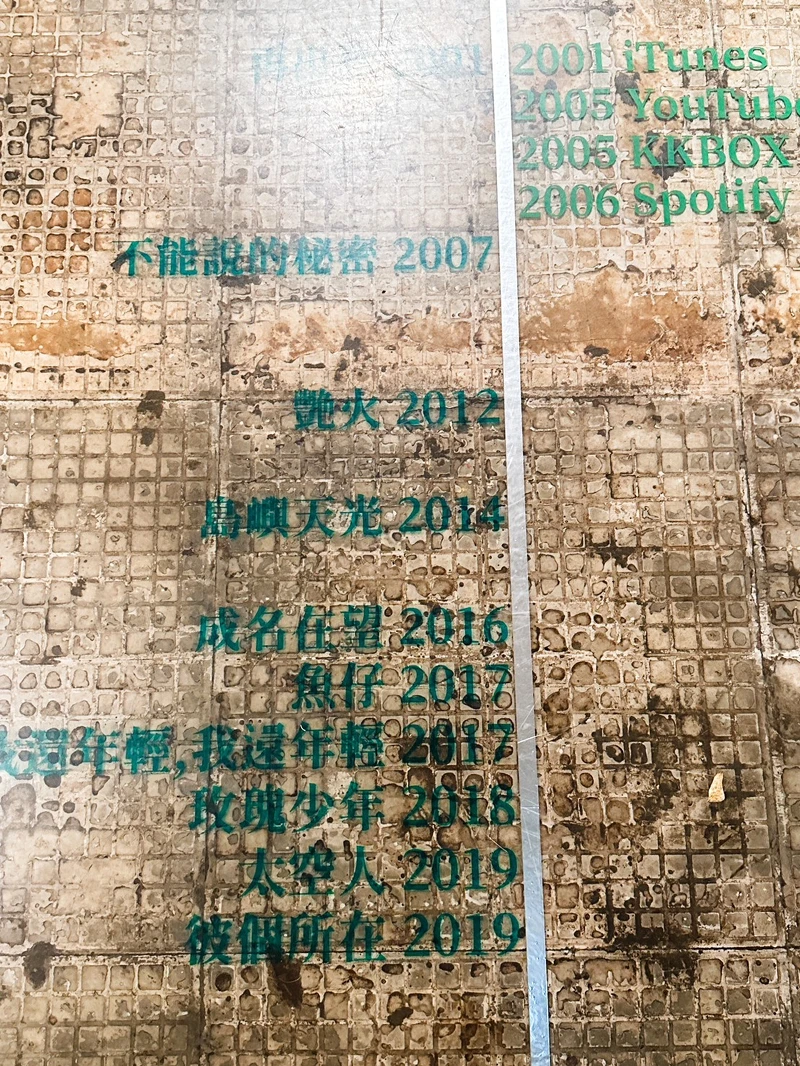 2001 iTunes
2005 YouTube
2005 KKBOX
2006 Spotify
不能說的秘密 2007
艷火 2012
島嶼天光 2014
成名在望 2016
魚仔 2017
還年輕,我還年輕 2017
玫瑰少年 2018
太空人 2019
彼個所在 2019